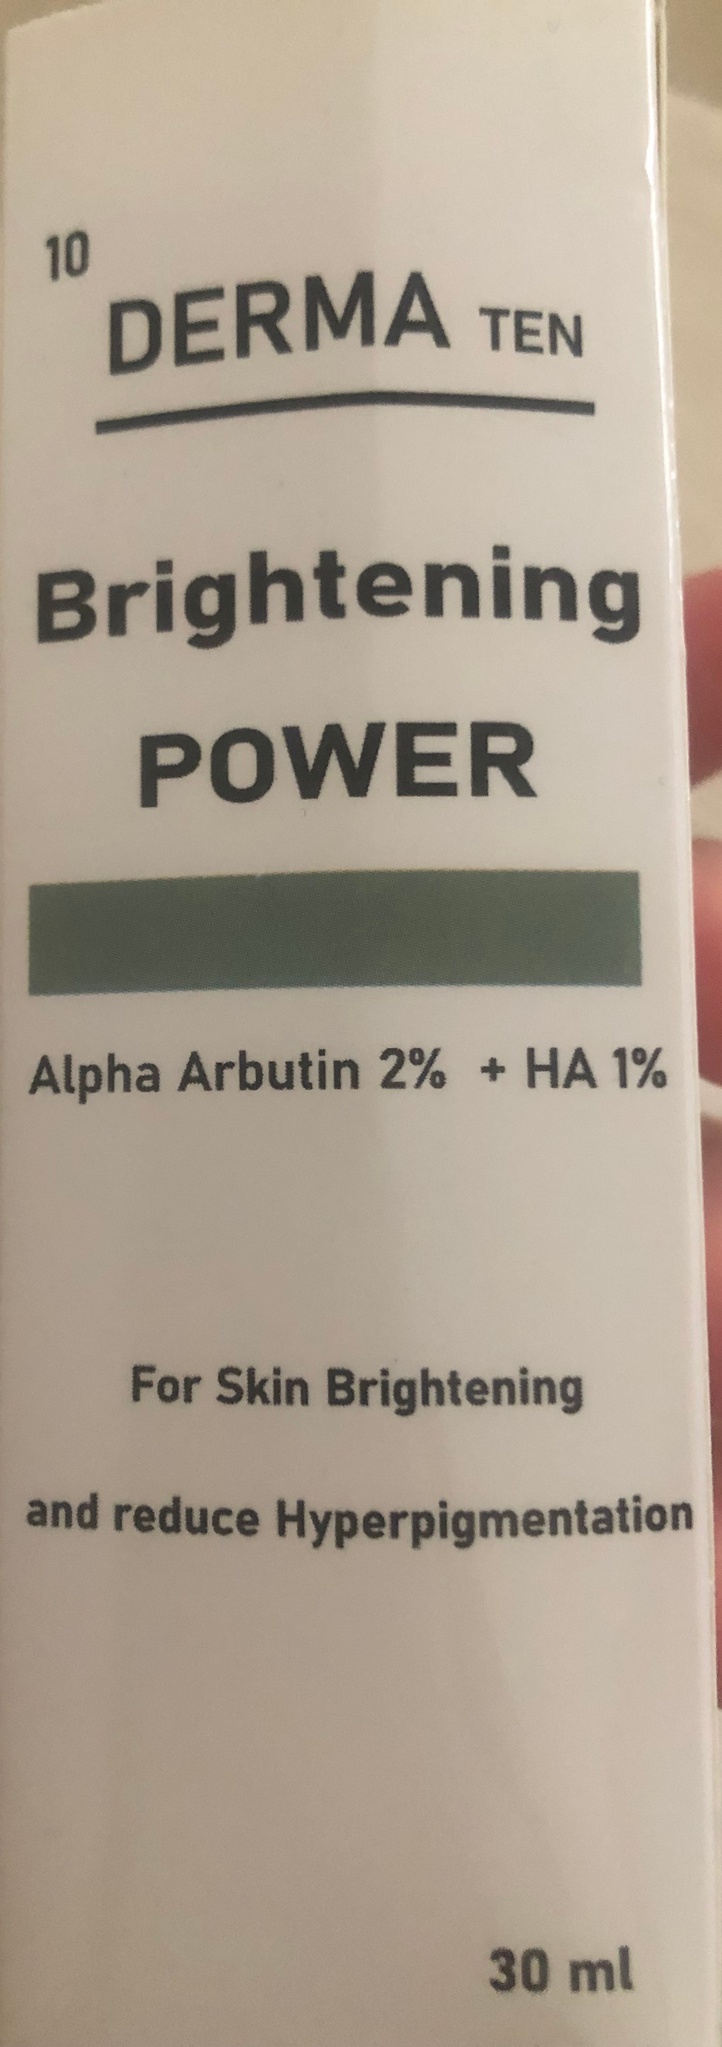 10
DERMA TEN
Brightening
POWER
Alpha Arbutin 2% + HA 1%
For Skin Brightening
and reduce Hyperpigmentation
30 ml